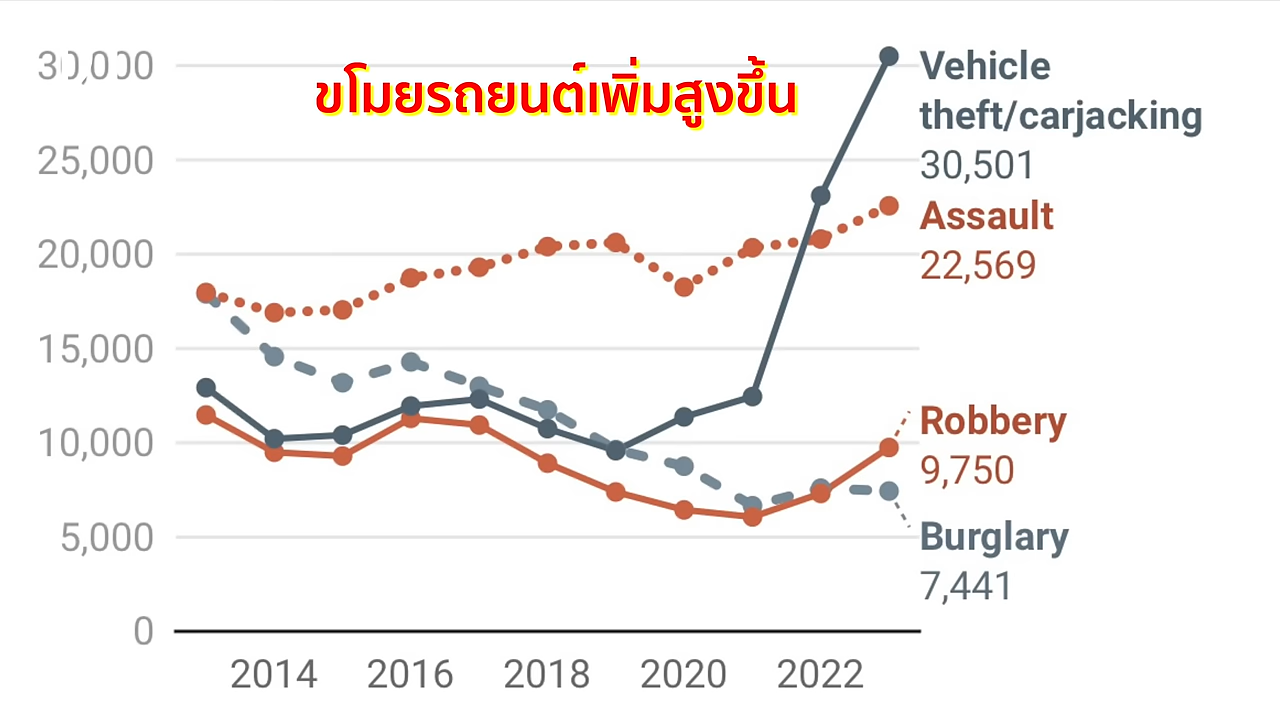 ขโมยรถยนต์เพิ่มสูงขึ้น
30,000
25,000
20,000
15,000
10,000
5,000
0
2014 2016 2018 2020 2022
Vehicle
theft/carjacking
30,501
Assault
22,569
Robbery
9,750
Burglary
7,441